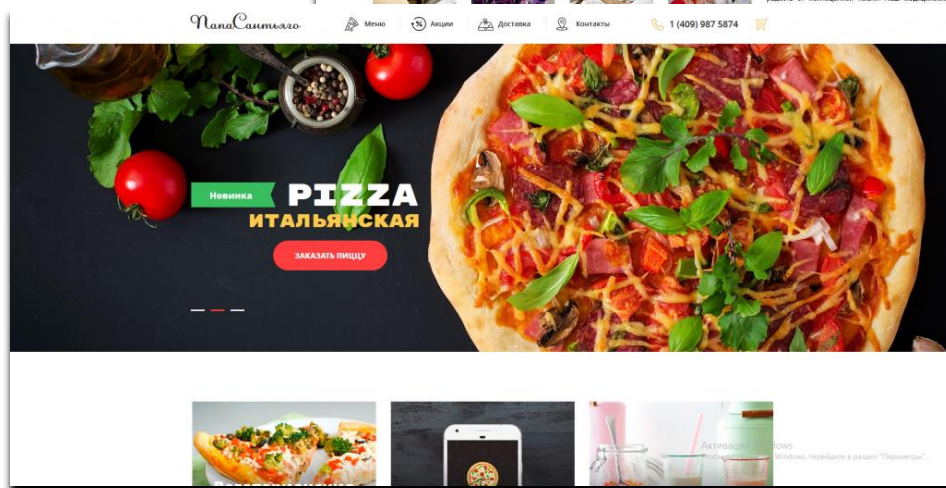 ПапаСантьяго
Меню
Акции
Доставка
Контакты
1 (409) 987 5874
Новинка
PIZZA
ИТАЛЬЯНСКАЯ
ЗАКАЗАТЬ ПИЦЦУ
Активация Windows
Windows, перейдите в раздел "Параметры".